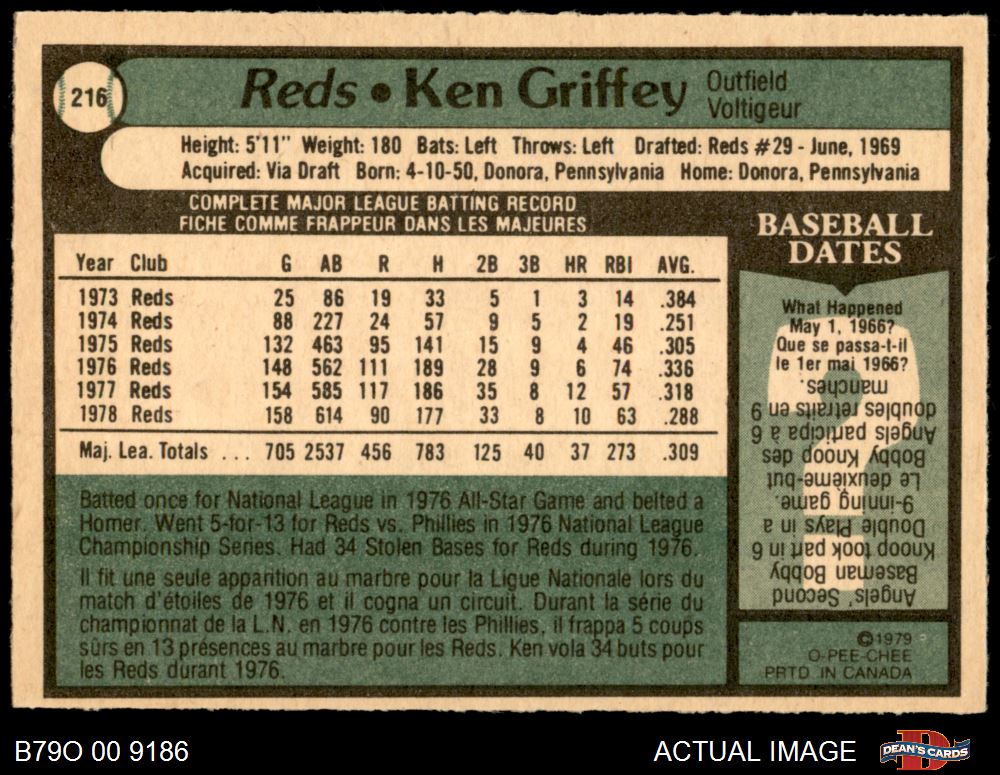 216
Reds • Ken Griffey Outfield
Voltigeur
Height: 5'11" Weight: 180 Bats: Left Throws: Left Drafted: Reds #29 - June, 1969
Acquired: Via Draft Born: 4-10-50, Donora, Pennsylvania Home: Donora, Pennsylvania
COMPLETE MAJOR LEAGUE BATTING RECORD
FICHE COMME FRAPPEUR DANS LES MAJEURES
Year Club G AB R H 2B 3B HR RBI AVG.
1973 Reds 25 86 19 33 5 1 3 14 .384
1974 Reds 88 227 24 57 9 5 2 19 .251
1975 Reds 132 463 95 141 15 9 4 46 .305
1976 Reds 148 562 111 189 28 9 6 74 .336
1977 Reds 154 585 117 186 35 8 12 57 .318
1978 Reds 158 614 90 177 33 8 10 63 .288
Maj. Lea. Totals ... 705 2537 456 783 125 40 37 273 .309
Batted once for National League in 1976 All-Star Game and belted a
Homer. Went 5-for-13 for Reds vs. Phillies in 1976 National League
Championship Series. Had 34 Stolen Bases for Reds during 1976.
Il fit une seule apparition au marbre pour la Ligue Nationale lors du
match d'étoiles de 1976 et il cogna un circuit. Durant la série du
championnat de la L.N. en 1976 contre les Phillies, il frappa 5 coups
sûrs en 13 présences au marbre pour les Reds. Ken vola 34 buts pour
les Reds durant 1976.
BASEBALL
DATES
What Happened
May 1, 1966?
Que se passa-t-il
le 1er mai 1966?
Angels' Second
Baseman Bobby
Knoop took part in 6
Double Plays in a
9-inning game.
Le deuxième-but
Bobby Knoop des
Angels participa à 6
doubles retraits en 9
manches.
©1979
O-PEE-CHEE
PRTD IN CANADA
B79O 00 9186
ACTUAL IMAGE
DEAN'S CARDS